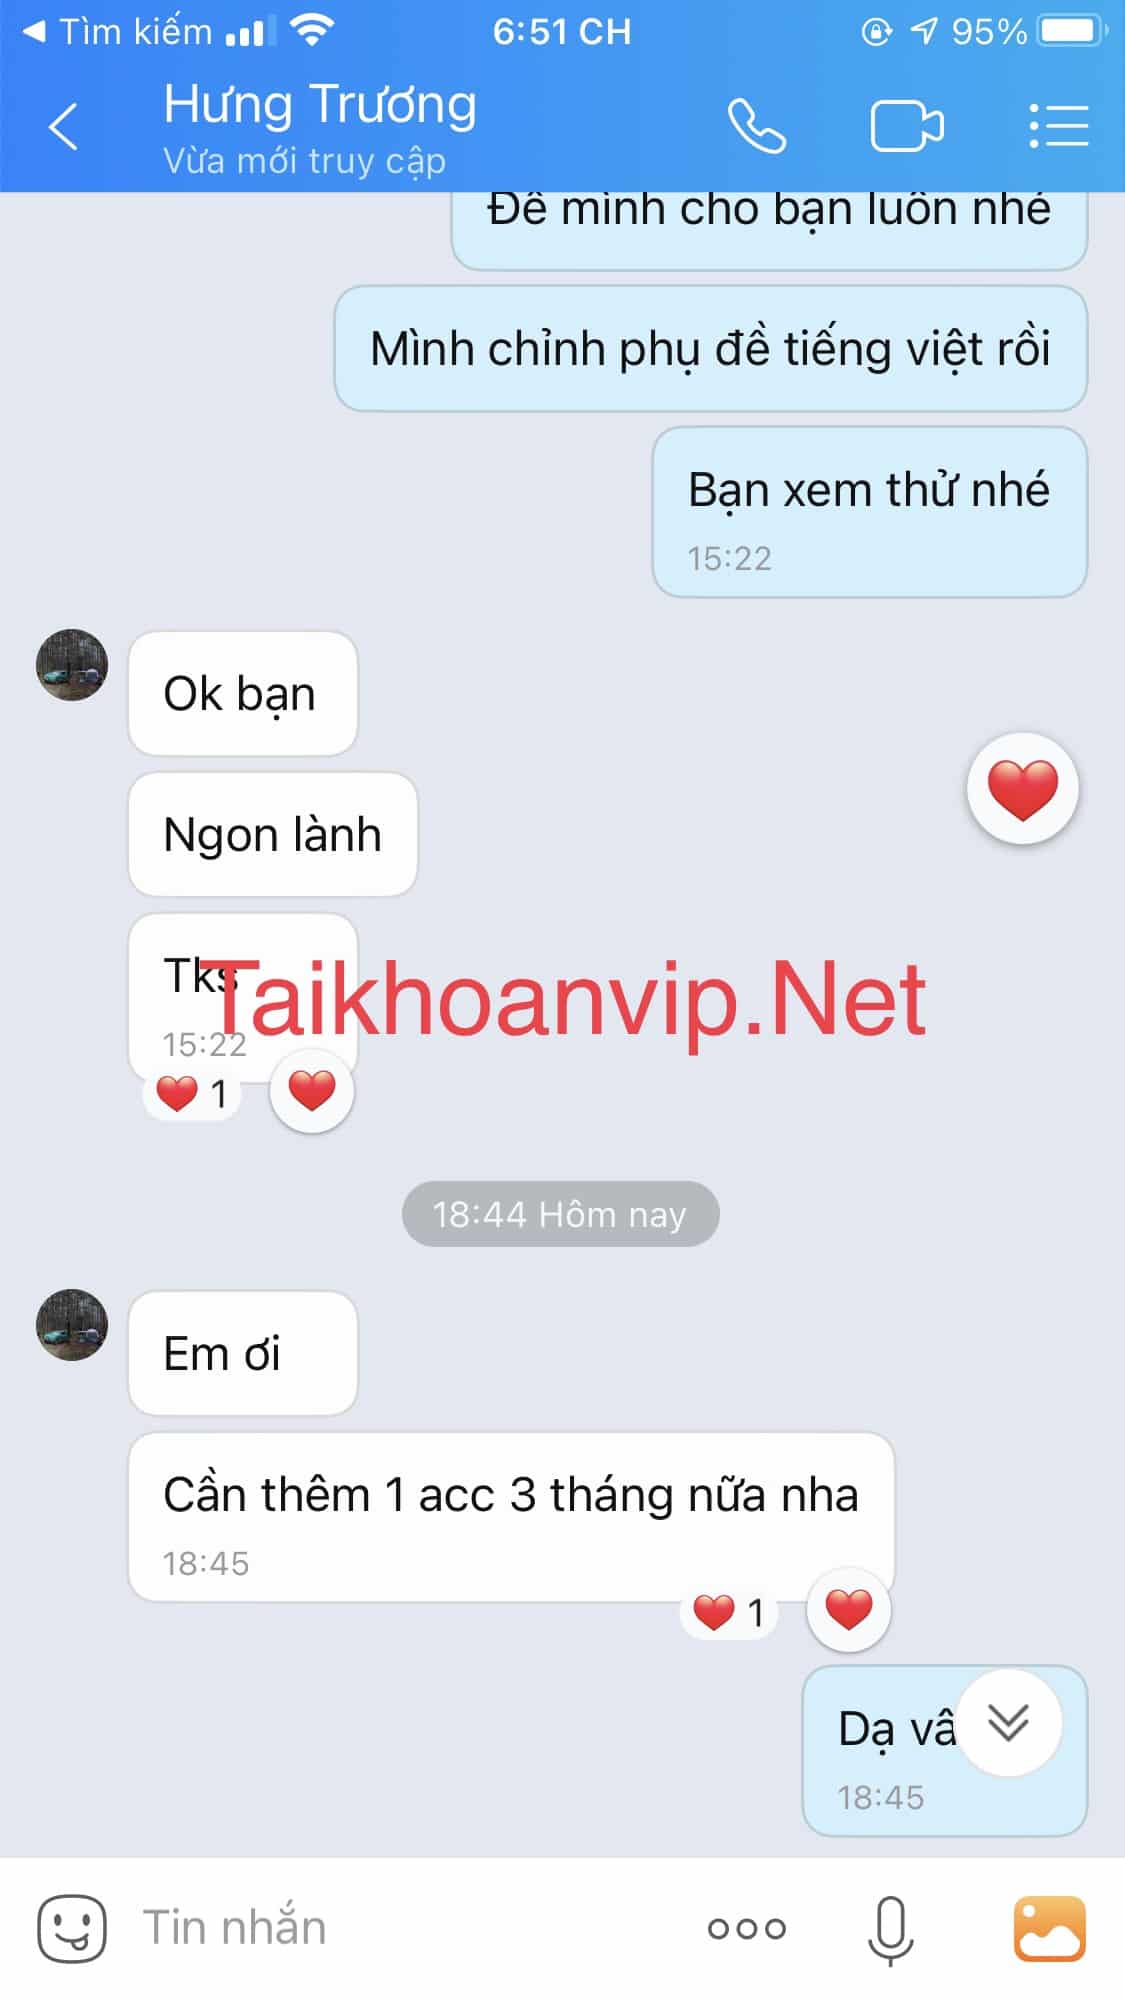 Tìm kiếm
6:51 CH
95%
Hưng Trương
Vừa mới truy cập
Để mình cho bạn luôn nhé
Mình chỉnh phụ đề tiếng việt rồi
Bạn xem thử nhé
15:22
Ok bạn
Ngon lành
Tks
Taikhoanvip.Net
15:22
1
18:44 Hôm nay
Em ơi
Cần thêm 1 acc 3 tháng nữa nha
18:45
1
Dạ
18:45
Tin nhắn